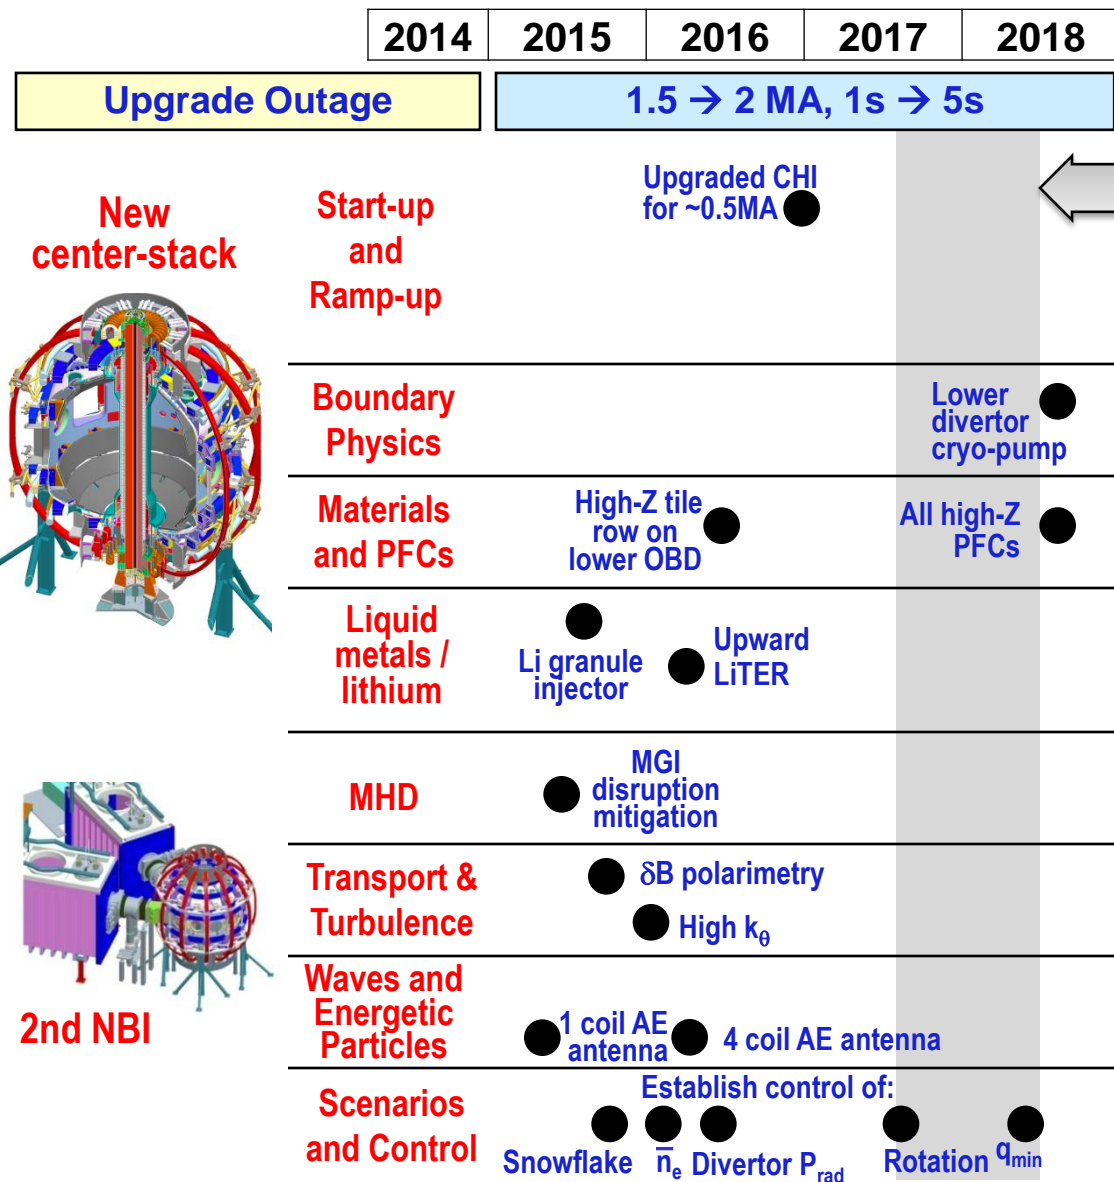 2014 2015 2016 2017 2018
Upgrade Outage
1.5 → 2 MA, 1s → 5s
New
center-stack
Start-up
and
Ramp-up
Upgraded CHI
for ~0.5MA
Boundary
Physics
Lower
divertor
cryo-pump
Materials
and PFCs
High-Z tile
row on
lower OBD
All high-Z
PFCs
Liquid
metals /
lithium
Li granule
injector
Upward
LiTER
MHD
MGI
disruption
mitigation
Transport &
Turbulence
δB polarimetry
High kθ
2nd NBI
Waves and
Energetic
Particles
1 coil AE
antenna
4 coil AE antenna
Scenarios
and Control
Establish control of:
Snowflake n̅e Divertor Prad Rotation qmin